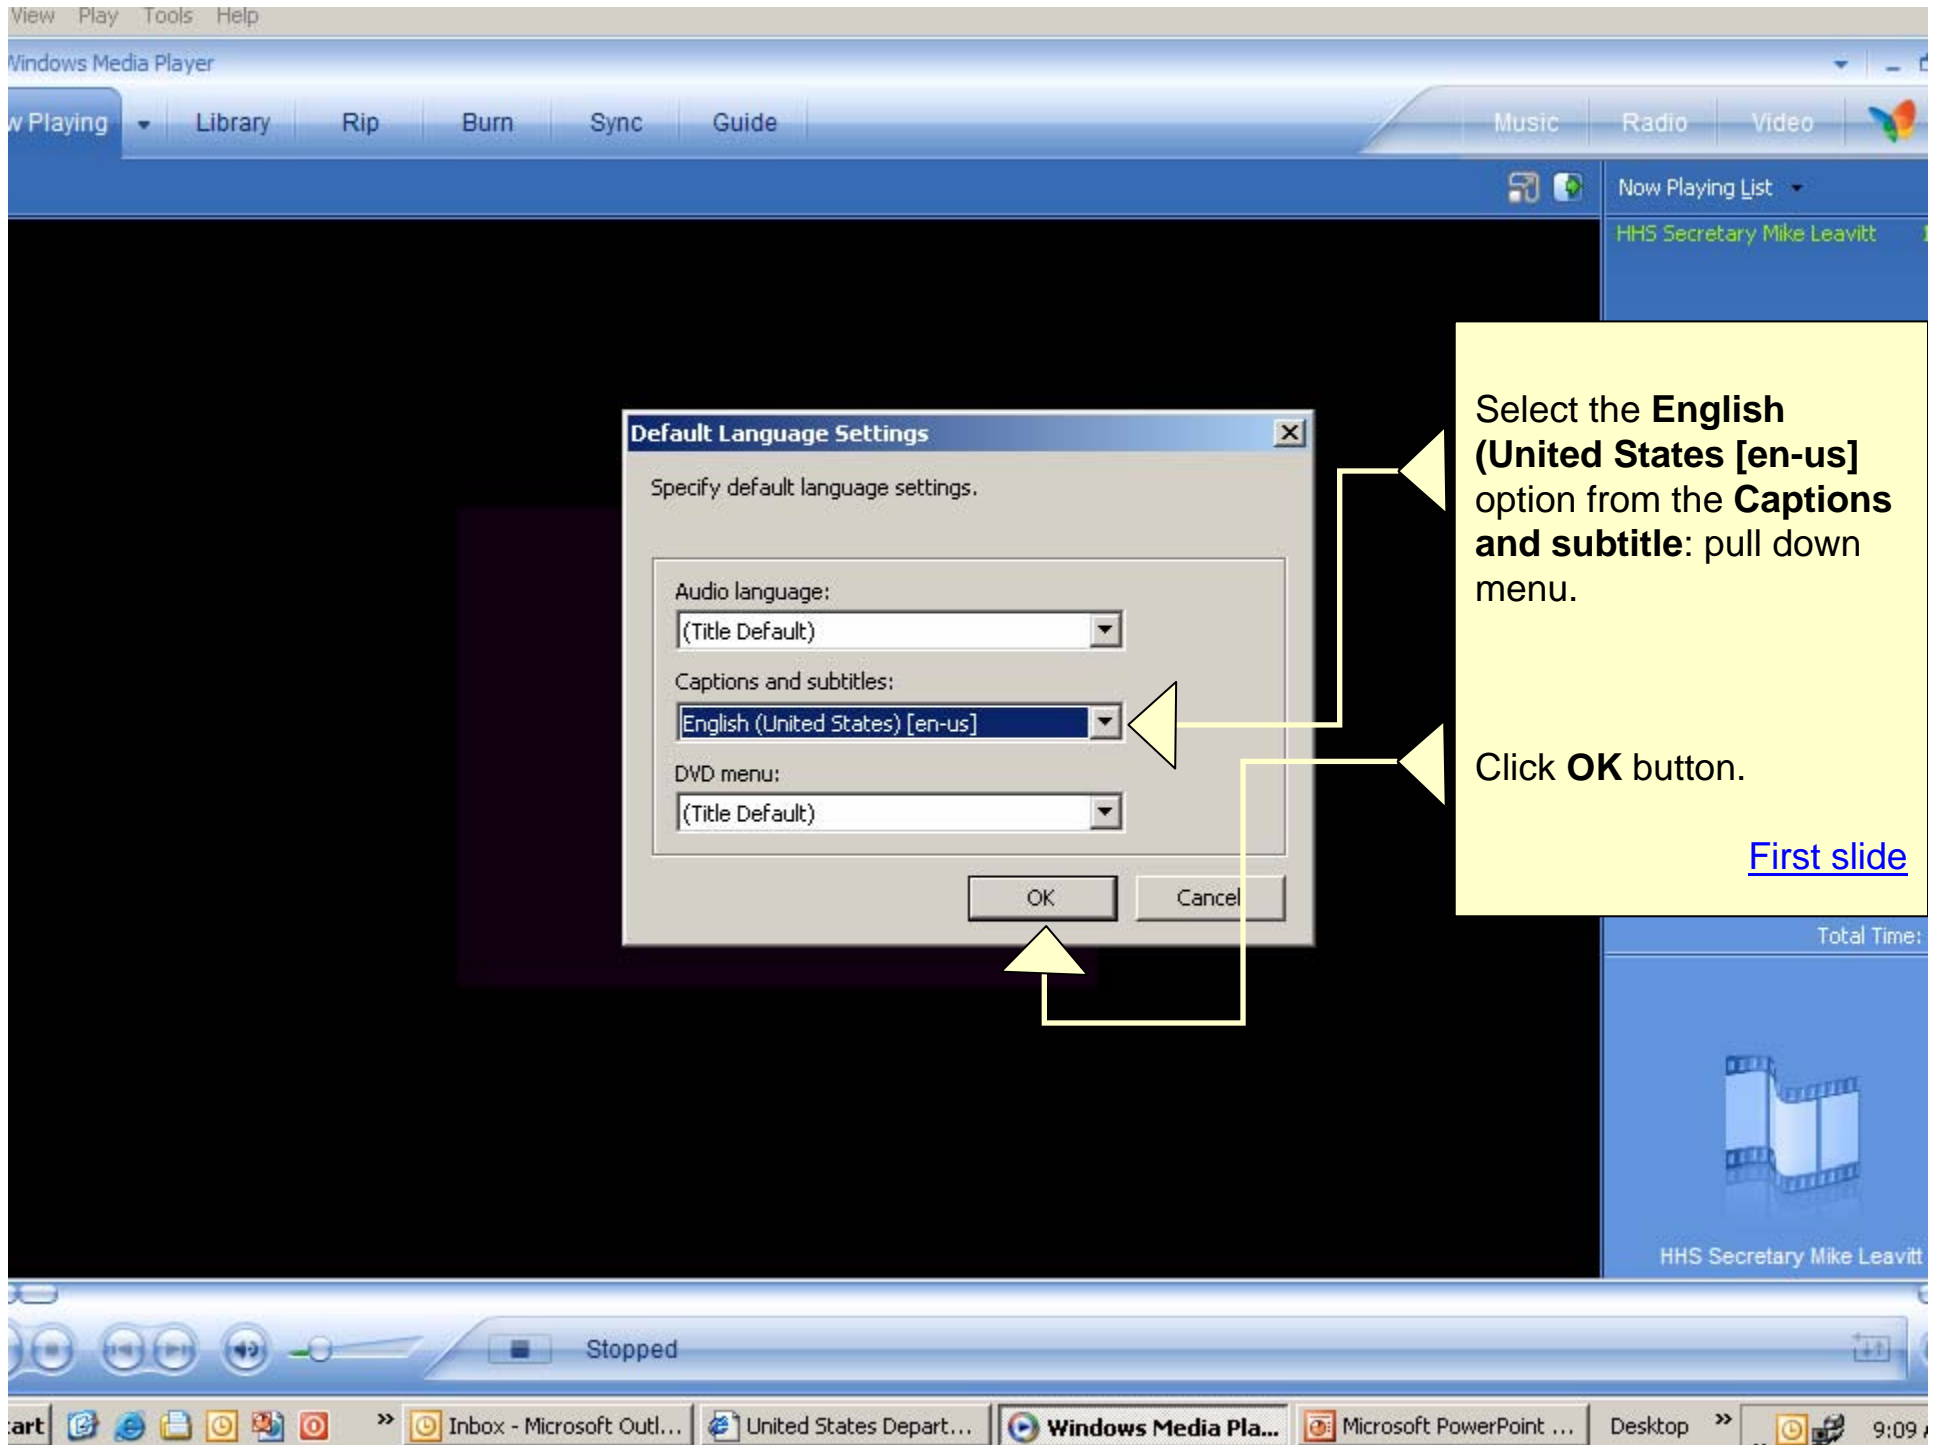 View Play Tools Help
Windows Media Player
w Playing Library Rip Burn Sync Guide Music Radio Video
Now Playing List
HHS Secretary Mike Leavitt
Default Language Settings
Specify default language settings.
Audio language:
(Title Default)
Captions and subtitles:
English (United States) [en-us]
DVD menu:
(Title Default)
OK Cancel
Select the English
(United States [en-us]
option from the Captions
and subtitle: pull down
menu.
Click OK button.
First slide
Total Time:
HHS Secretary Mike Leavitt
Stopped
art Inbox - Microsoft Outl... United States Depart... Windows Media Pla... Microsoft PowerPoint ... Desktop 9:09